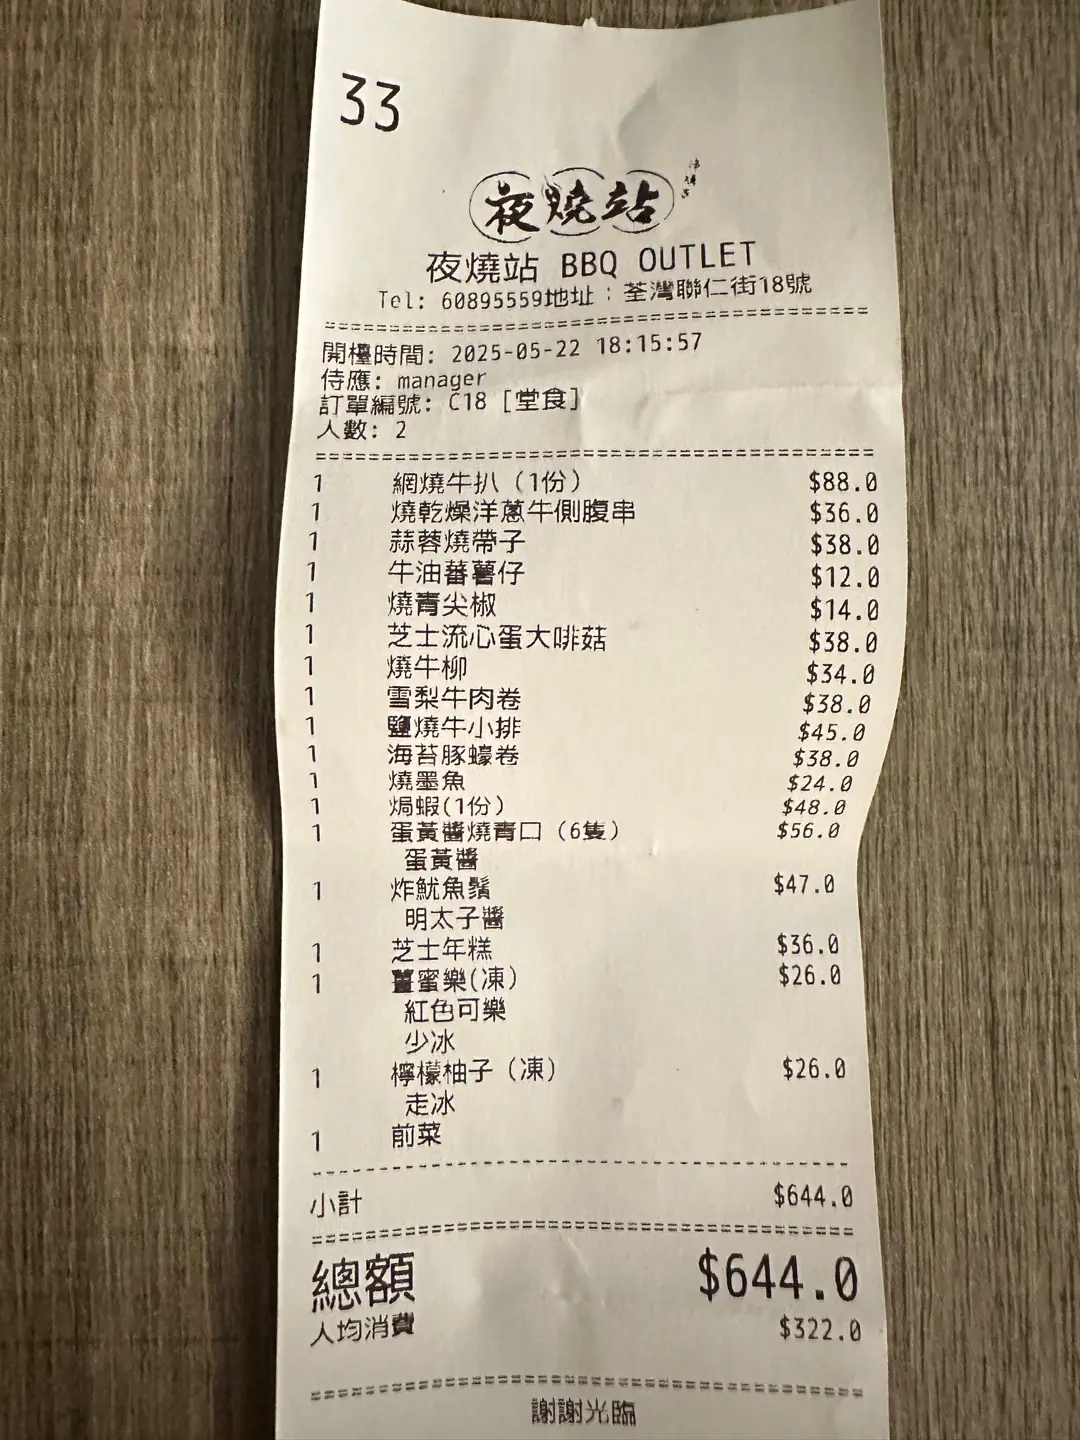 33
夜燒站
夜燒站 BBQ OUTLET
Tel: 60895559地址：荃灣聯仁街18號
開檯時間: 2025-05-22 18:15:57
侍應: manager
訂單編號: C18 [堂食]
人數: 2
1 網燒牛扒（1份） $88.0
1 燒乾燥洋蔥牛側腹串 $36.0
1 蒜蓉燒帶子 $38.0
1 牛油蕃薯仔 $12.0
1 燒青尖椒 $14.0
1 芝士流心蛋大啡菇 $38.0
1 燒牛柳 $34.0
1 雪梨牛肉卷 $38.0
1 鹽燒牛小排 $45.0
1 海苔豚蠔卷 $38.0
1 燒墨魚 $24.0
1 焗蝦(1份) $48.0
1 蛋黃醬燒青口（6隻） $56.0
蛋黃醬
1 炸魷魚鬚 $47.0
明太子醬
1 芝士年糕 $36.0
1 薑蜜樂(凍) $26.0
紅色可樂
少冰
1 檸檬柚子（凍） $26.0
走冰
1 前菜
小計 $644.0
總額 $644.0
人均消費 $322.0
謝謝光臨